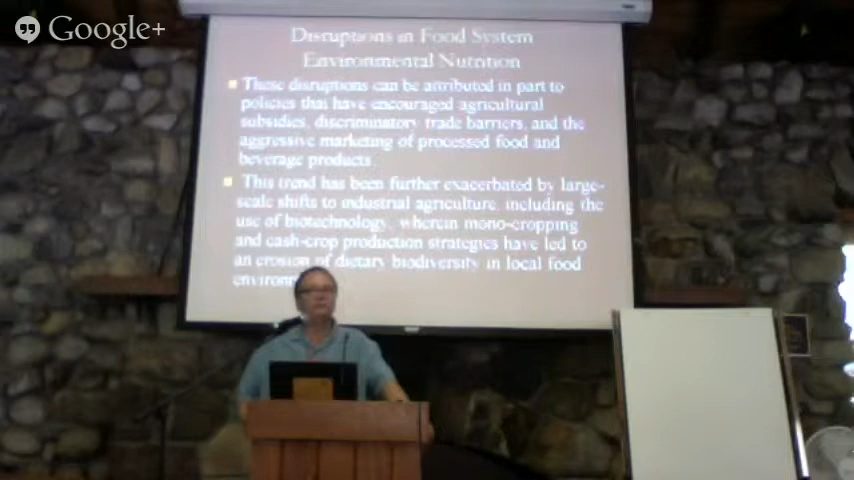 Google+
Disruptions in Food System
Environmental Nutrition
These disruptions can be attributed in part to
policies that have encouraged agricultural
subsidies, discriminatory trade barriers, and the
aggressive marketing of processed food and
beverage products.
This trend has been further exacerbated by large-
scale shifts to industrial agriculture, including the
use of biotechnology, wherein mono-cropping
and cash-crop production strategies have led to
an erosion of dietary biodiversity in local food